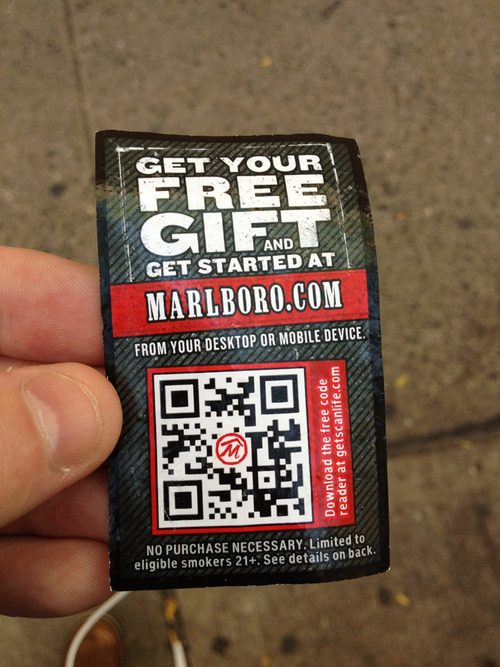 GET YOUR
FREE
GIFT AND
GET STARTED AT
MARLBORO.COM
FROM YOUR DESKTOP OR MOBILE DEVICE.
Download the free code
reader at getscanlife.com
NO PURCHASE NECESSARY. Limited to
eligible smokers 21+. See details on back.